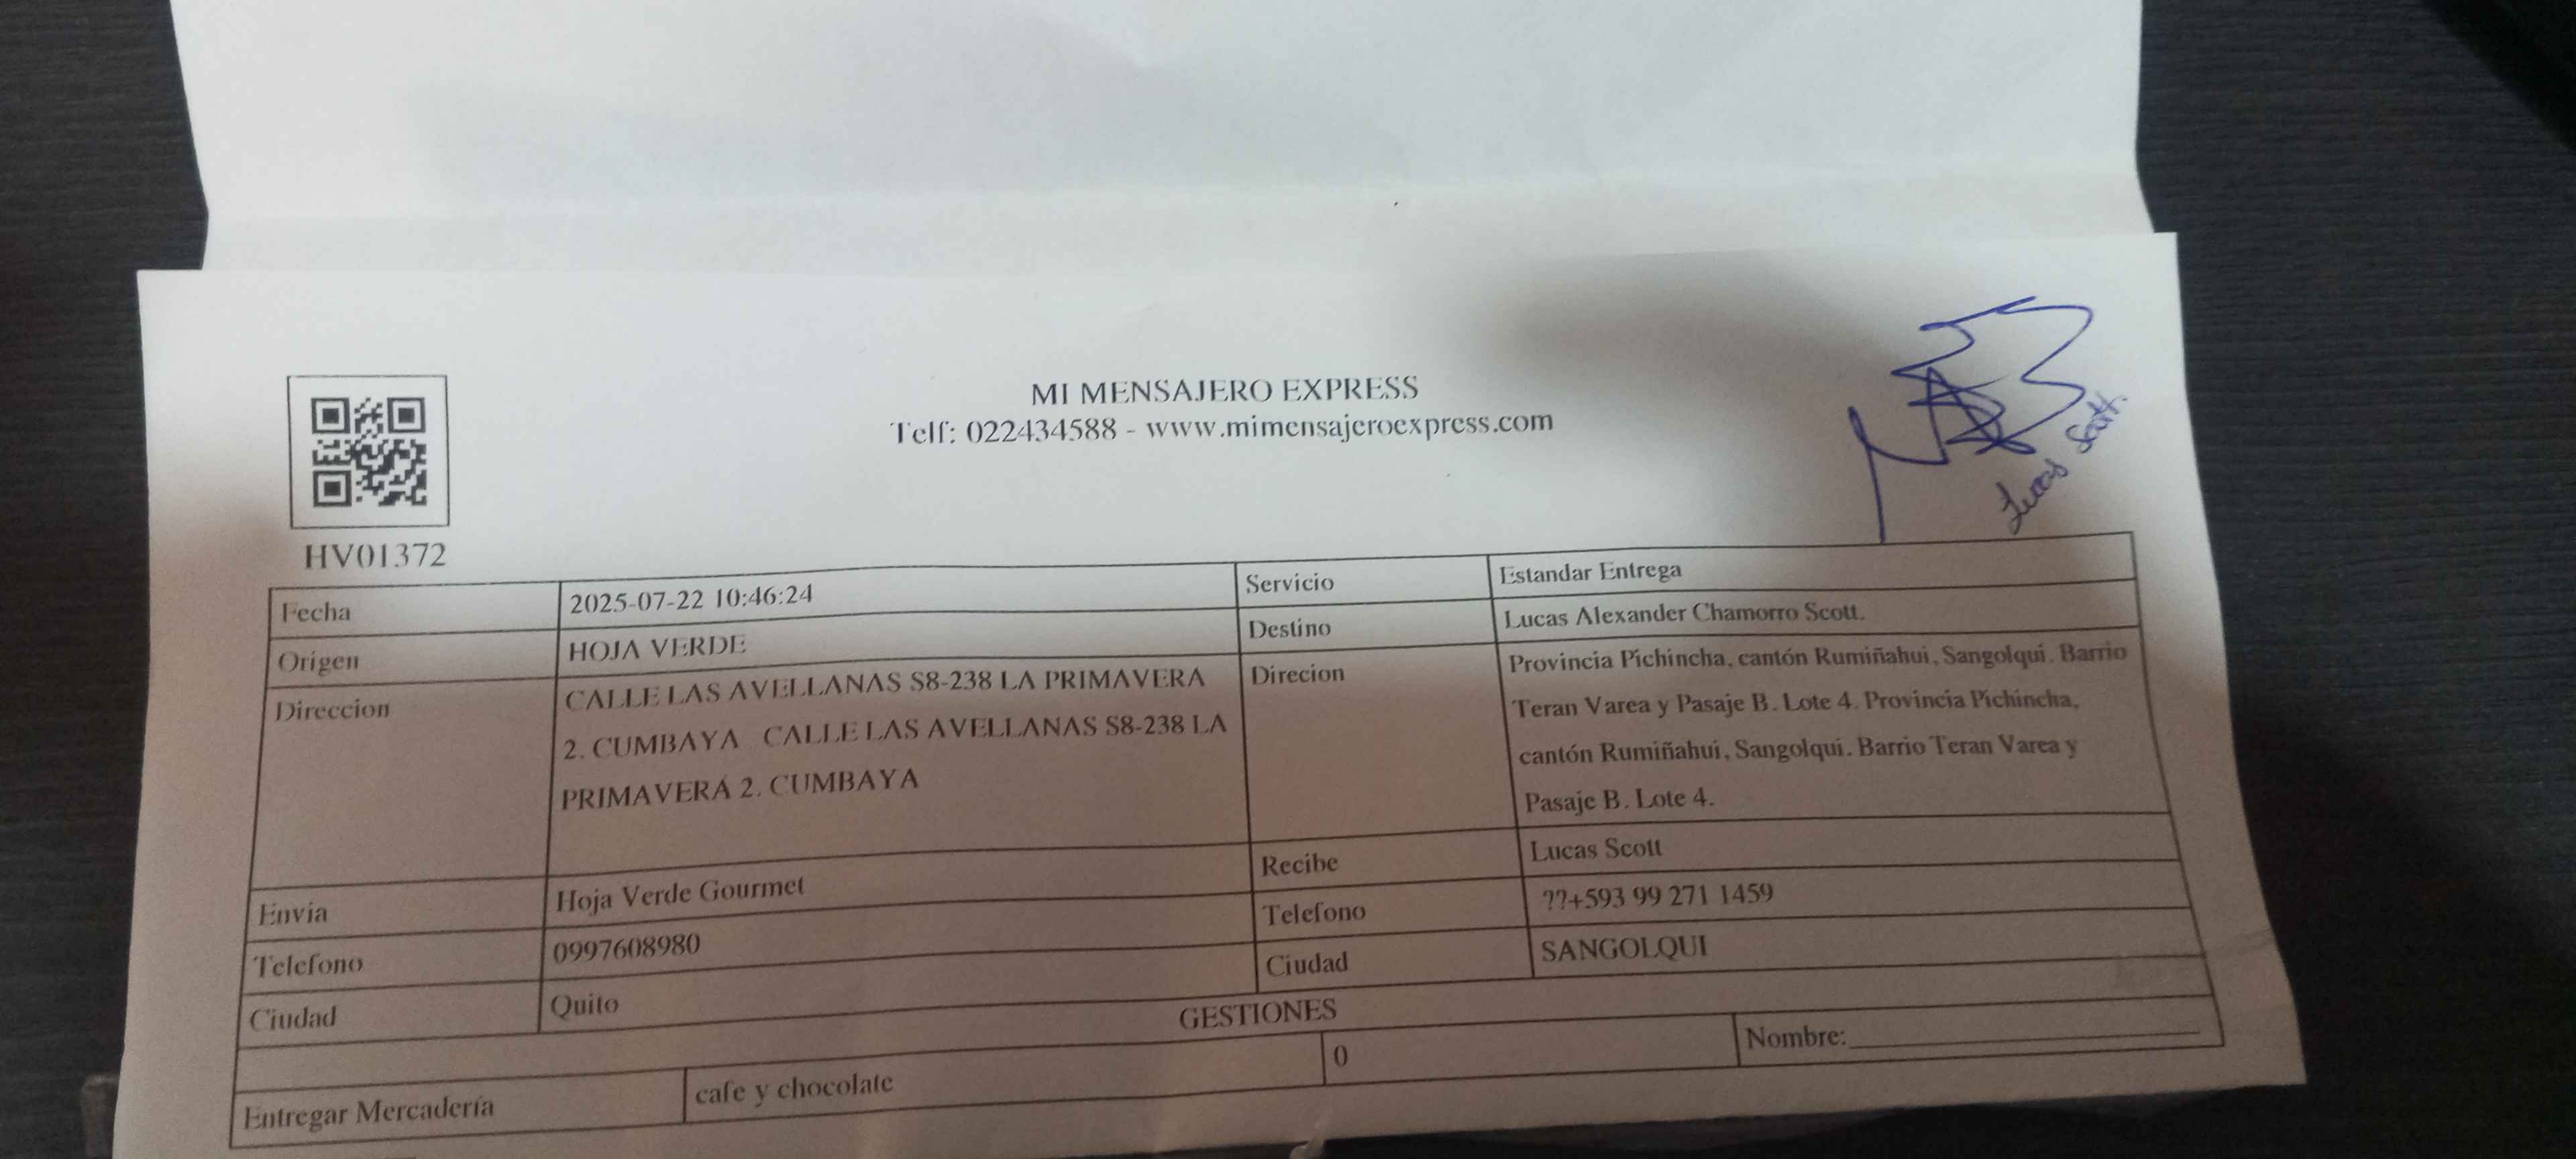 MI MENSAJERO EXPRESS
Telf: 022434588 - www.mimensajeroexpress.com
Lucas Scott.
HV01372
Fecha 2025-07-22 10:46:24 Servicio Estandar Entrega
Origen HOJA VERDE Destino Lucas Alexander Chamorro Scott.
Direccion CALLE LAS AVELLANAS S8-238 LA PRIMAVERA Direcion Provincia Pichincha, cantón Rumiñahui, Sangolqui. Barrio
2. CUMBAYA CALLE LAS AVELLANAS S8-238 LA Teran Varea y Pasaje B. Lote 4. Provincia Pichincha,
PRIMAVERA 2. CUMBAYA cantón Rumiñahui, Sangolqui. Barrio Teran Varea y
Pasaje B. Lote 4.
Envia Hoja Verde Gourmet Recibe Lucas Scott
Telefono 0997608980 Telefono ??+593 99 271 1459
Ciudad Quito Ciudad SANGOLQUI
GESTIONES
Entregar Mercadería cafe y chocolate 0 Nombre: